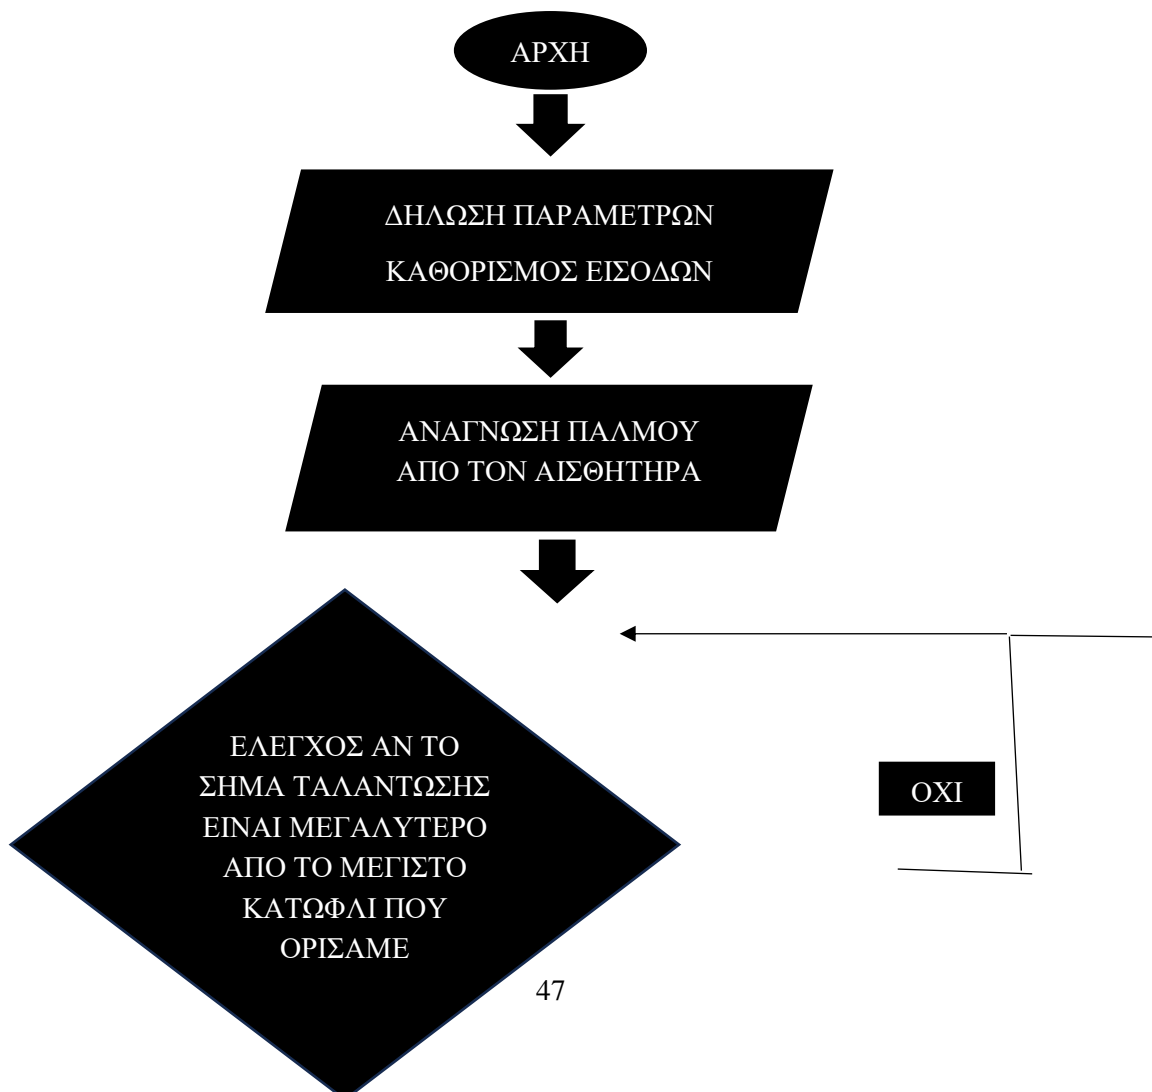 ΑΡΧΗ
ΔΗΛΩΣΗ ΠΑΡΑΜΕΤΡΩΝ
ΚΑΘΟΡΙΣΜΟΣ ΕΙΣΟΔΩΝ
ΑΝΑΓΝΩΣΗ ΠΑΛΜΟΥ
ΑΠΟ ΤΟΝ ΑΙΣΘΗΤΗΡΑ
ΕΛΕΓΧΟΣ ΑΝ ΤΟ
ΣΗΜΑ ΤΑΛΑΝΤΩΣΗΣ
ΕΙΝΑΙ ΜΕΓΑΛΥΤΕΡΟ
ΑΠΟ ΤΟ ΜΕΓΙΣΤΟ
ΚΑΤΩΦΛΙ ΠΟΥ
ΟΡΙΣΑΜΕ
ΟΧΙ
47